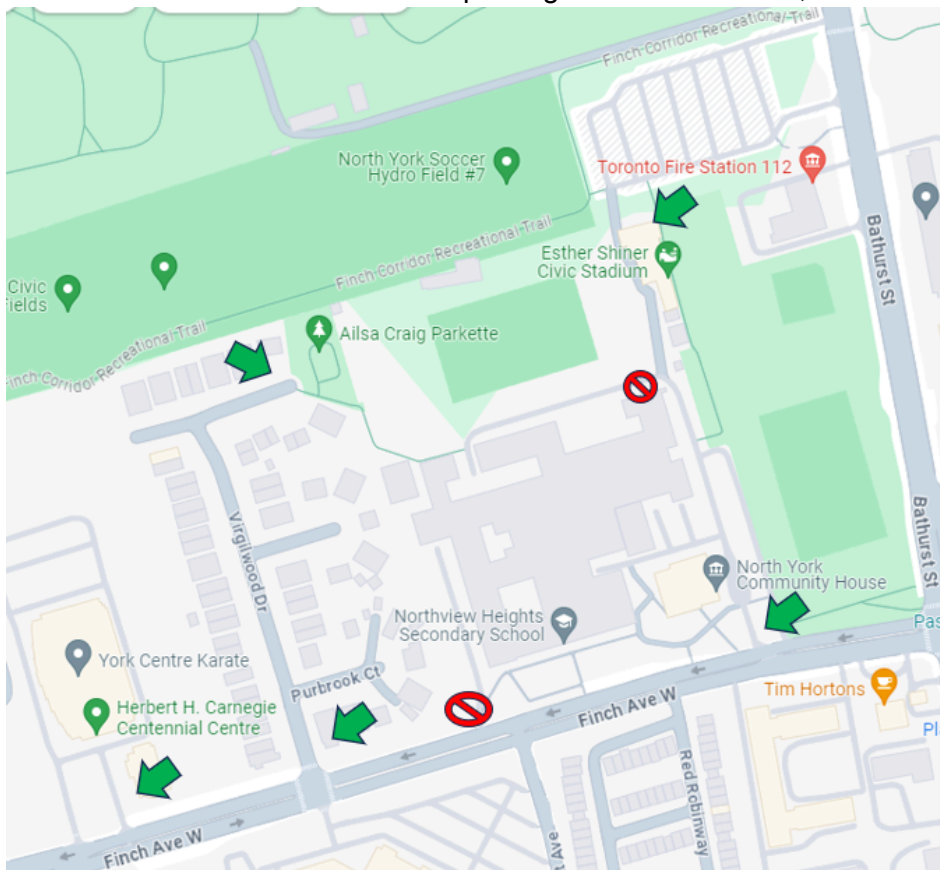 Finch Corridor Recreational Trail
North York Soccer
Hydro Field #7
Toronto Fire Station 112
Bathurst St
Finch Corridor Recreational Trail
Esther Shiner
Civic Stadium
Civic
Ailsa Craig Parkette
Recreational Trail
Corridor
Bathurst St
Virgilwood Dr
North York
Community House
Northview Heights
Secondary School
York Centre Karate
Purbrook Ct
Tim Hortons
Finch Ave W
Herbert H. Carnegie
Centennial Centre
Red Robinway
Ave
Finch Ave W